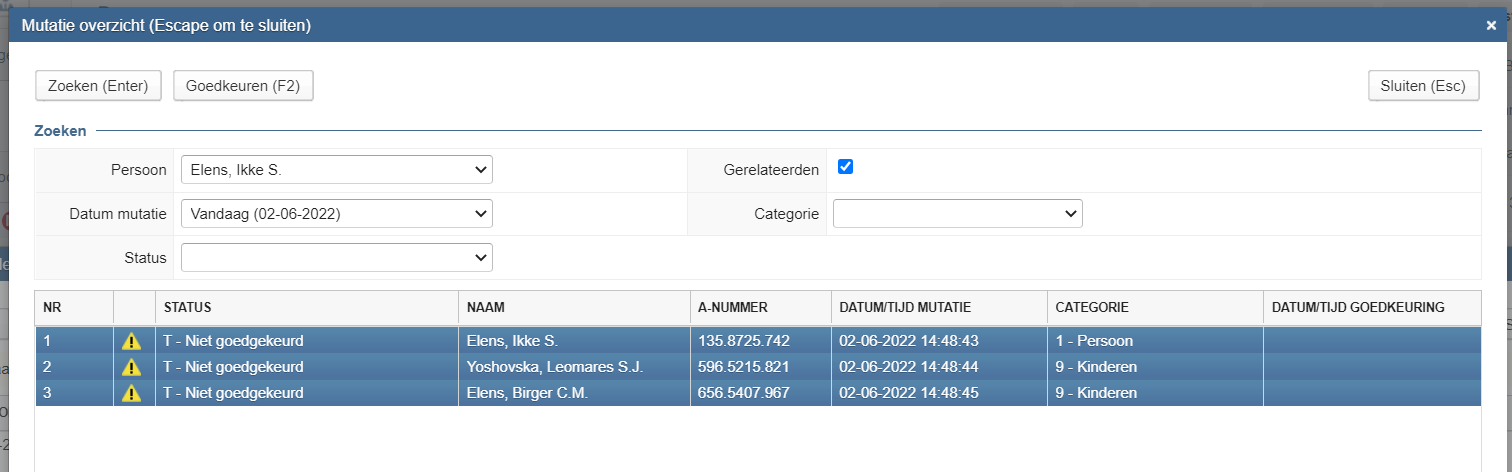 Mutatie overzicht (Escape om te sluiten) ×
Zoeken (Enter) Goedkeuren (F2) Sluiten (Esc)
Zoeken
Persoon Elens, Ikke S. Gerelateerden
Datum mutatie Vandaag (02-06-2022) Categorie
Status
NR STATUS NAAM A-NUMMER DATUM/TIJD MUTATIE CATEGORIE DATUM/TIJD GOEDKEURING
1 T - Niet goedgekeurd Elens, Ikke S. 135.8725.742 02-06-2022 14:48:43 1 - Persoon
2 T - Niet goedgekeurd Yoshovska, Leomares S.J. 596.5215.821 02-06-2022 14:48:44 9 - Kinderen
3 T - Niet goedgekeurd Elens, Birger C.M. 656.5407.967 02-06-2022 14:48:45 9 - Kinderen